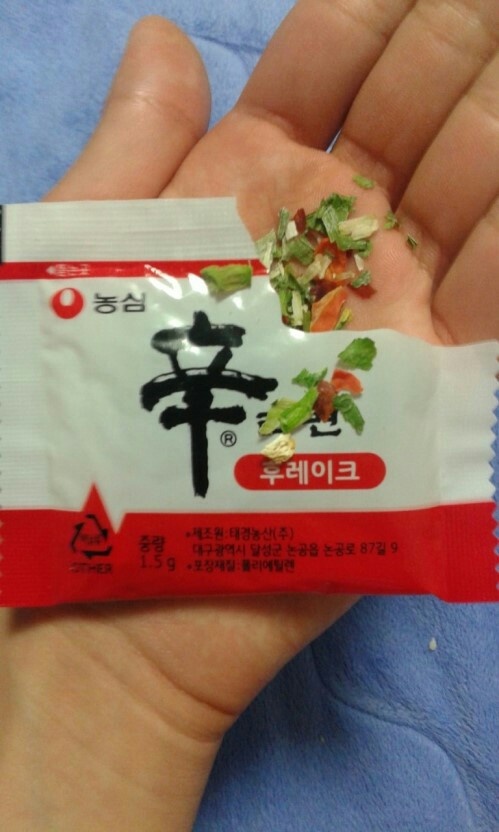 농심
辛
®
후레이크
OTHER
중량
1.5g
•제조원:태경농산(주)
대구광역시 달성군 논공읍 논공로 87길 9
•포장재질:폴리에틸렌